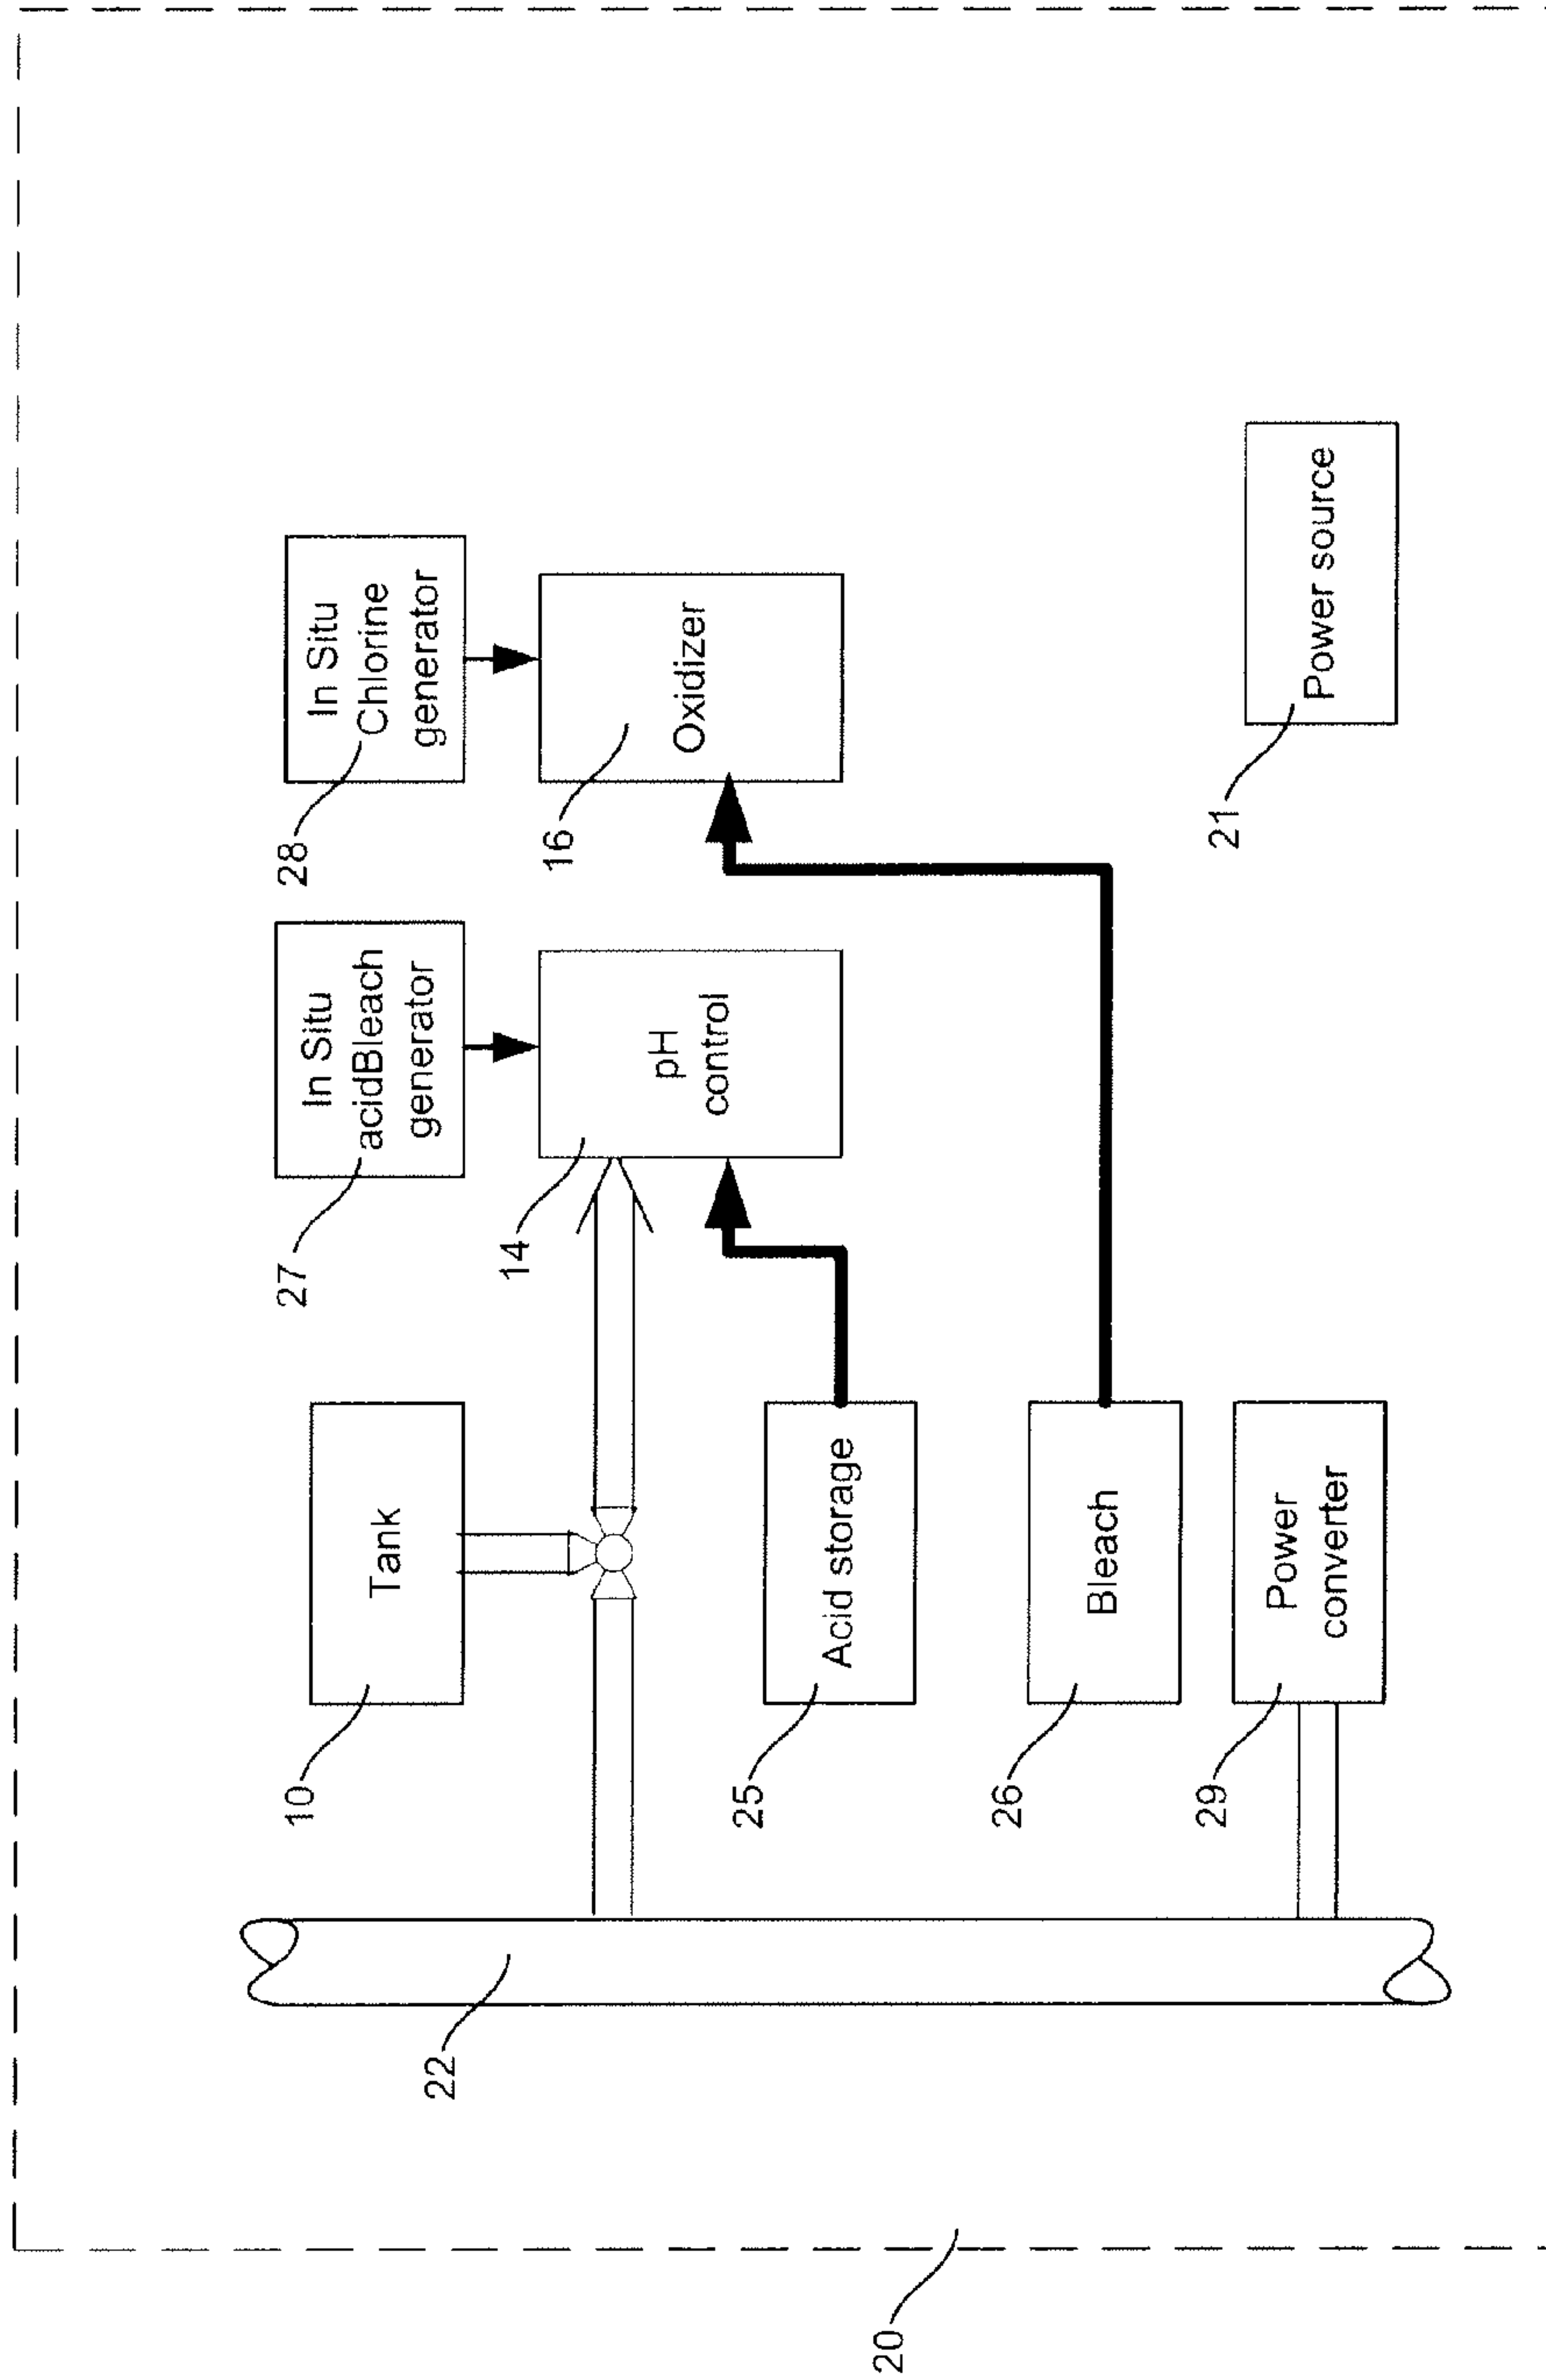 In Situ
acidBleach
generator
27
In Situ
Chlorine
generator
28
Tank
10
pH
control
14
Oxidizer
16
22
Acid storage
25
Bleach
26
Power
converter
29
Power source
21
20